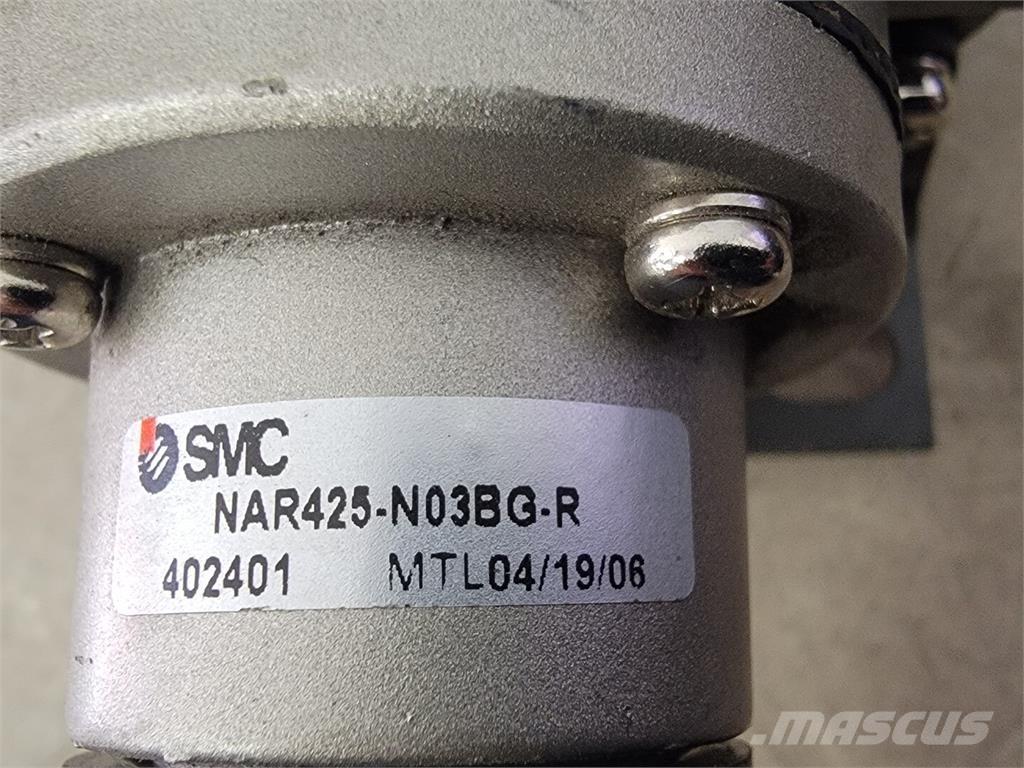 SMC
NAR425-N03BG-R
402401 MTL04/19/06
MASCUS